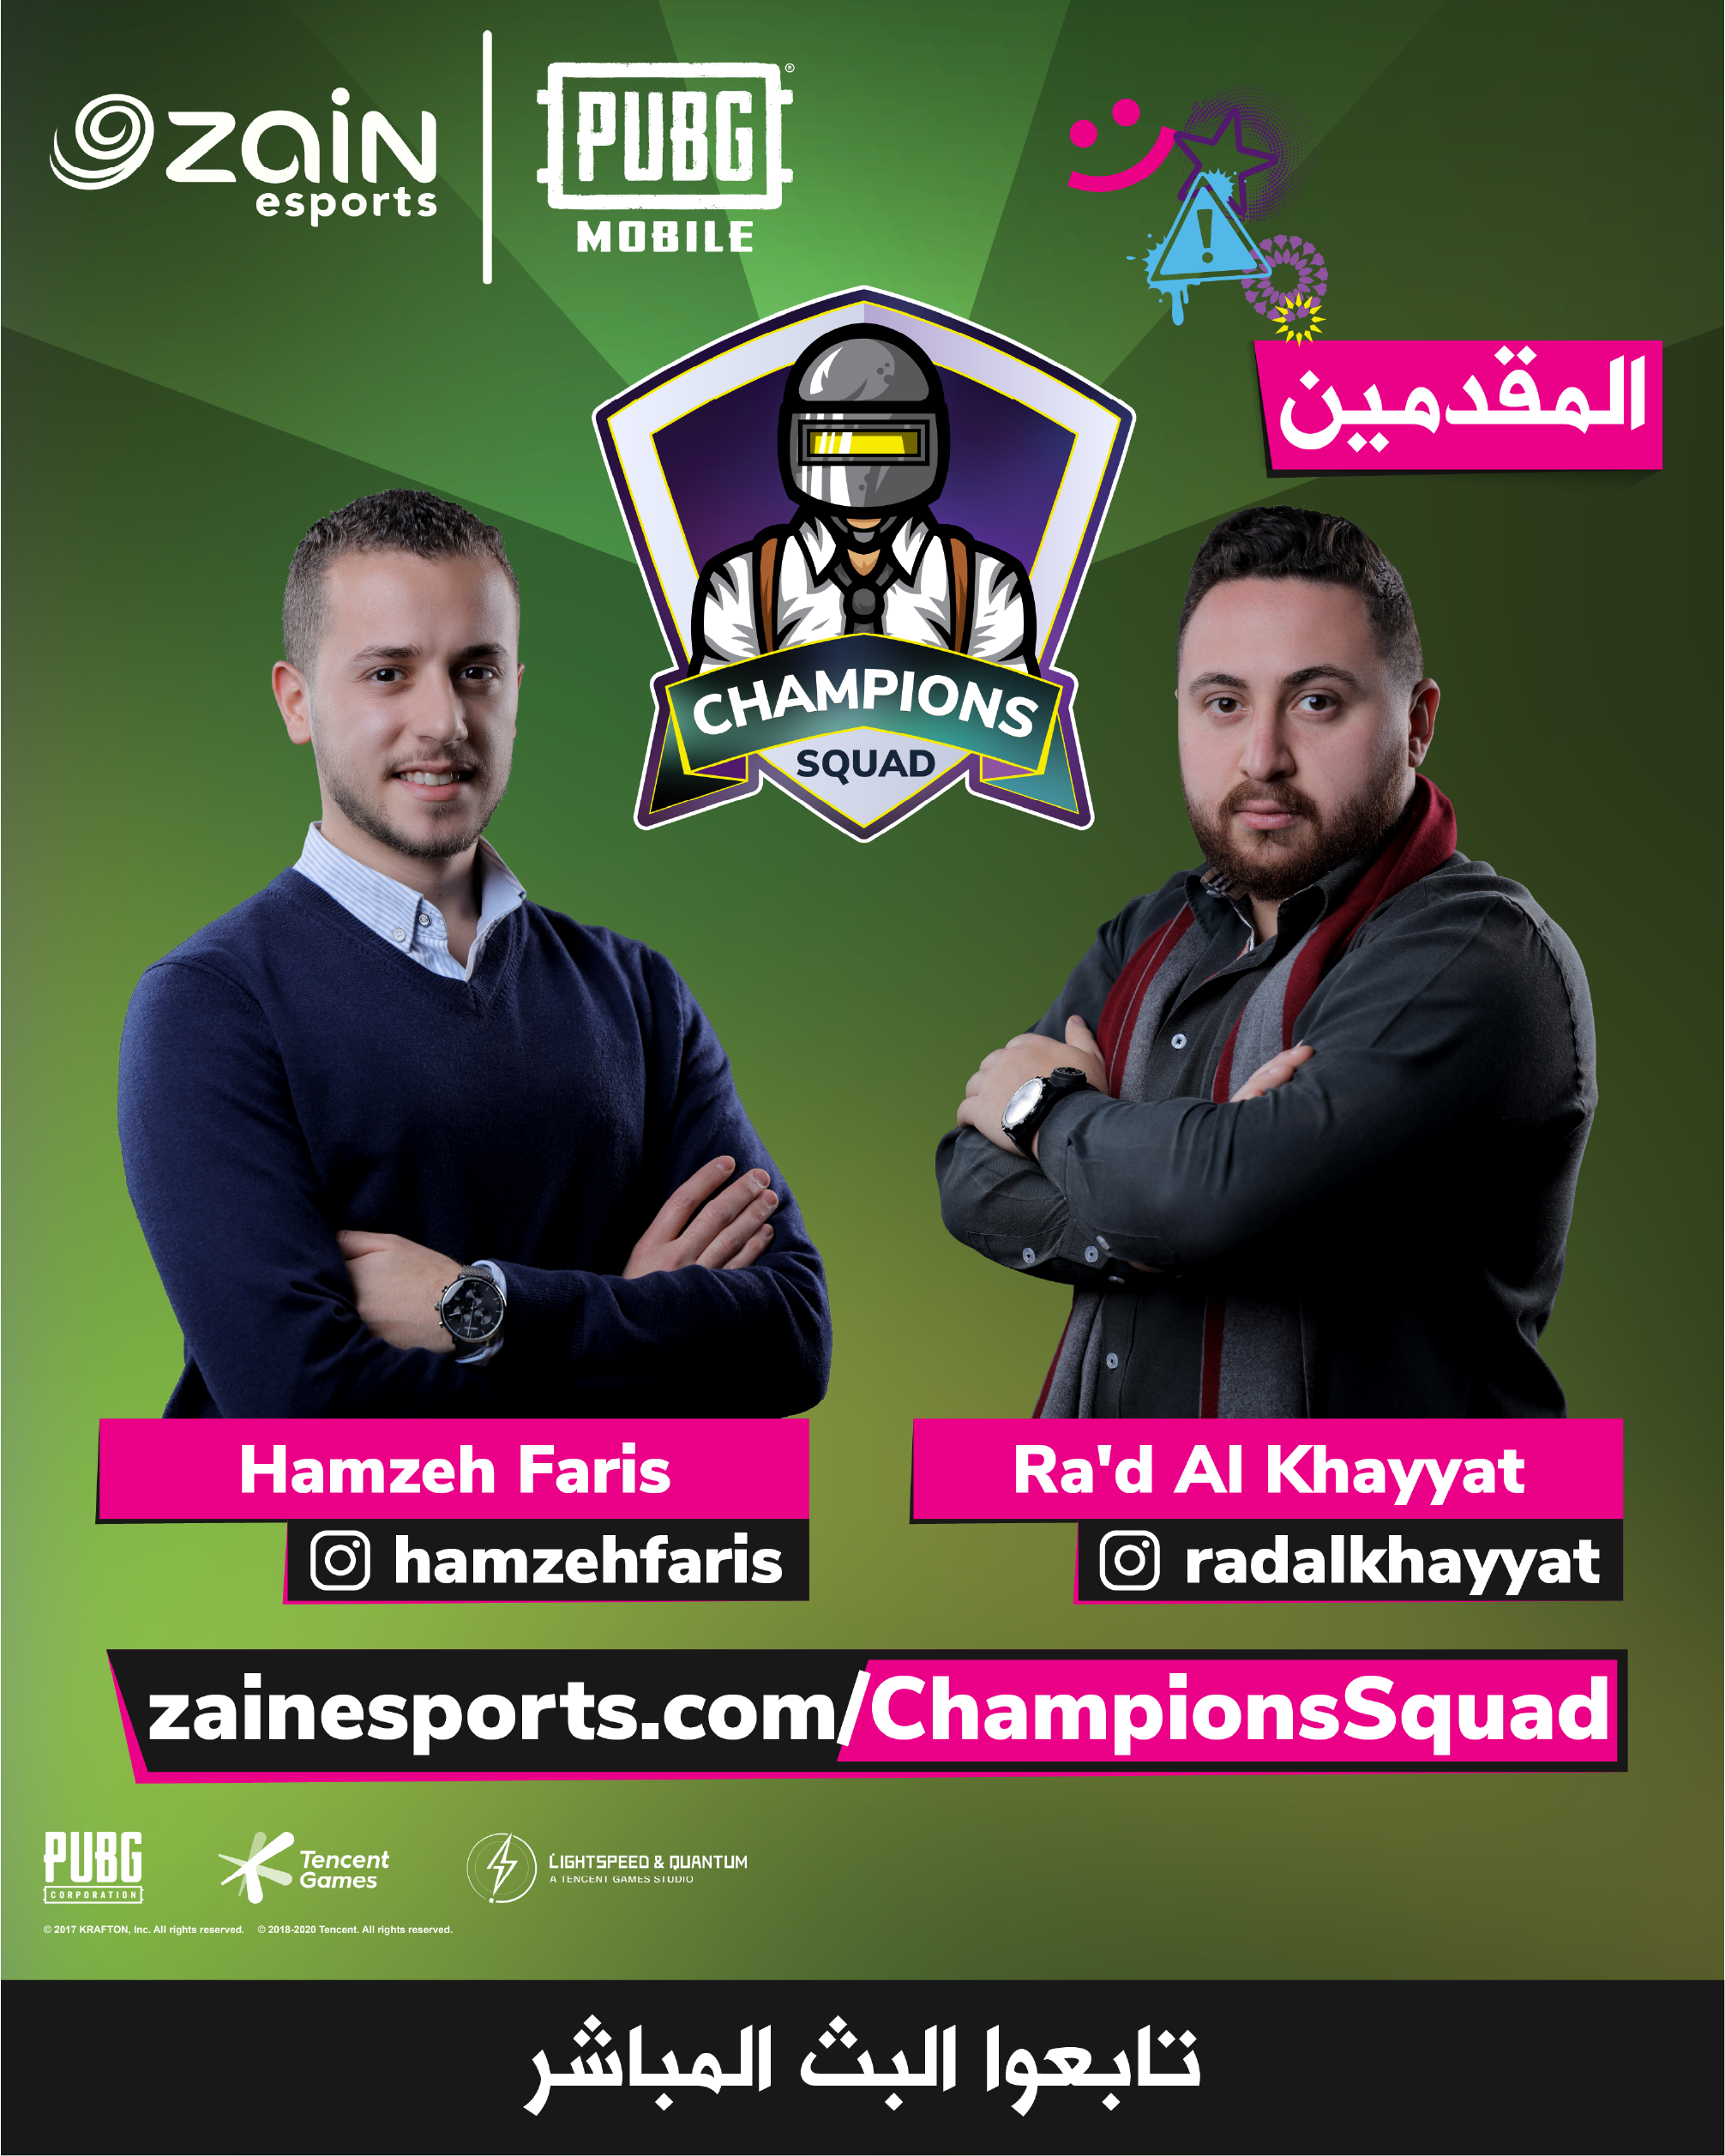 zain
esports
PUBG®
MOBILE
المقدمين
CHAMPIONS
SQUAD
Hamzeh Faris
hamzehfaris
Ra'd Al Khayyat
radalkhayyat
zainesports.com/ChampionsSquad
PUBG
CORPORATION
Tencent
Games
LIGHTSPEED & QUANTUM
A TENCENT GAMES STUDIO
© 2017 KRAFTON, Inc. All rights reserved. © 2018-2020 Tencent. All rights reserved.
تابعوا البث المباشر